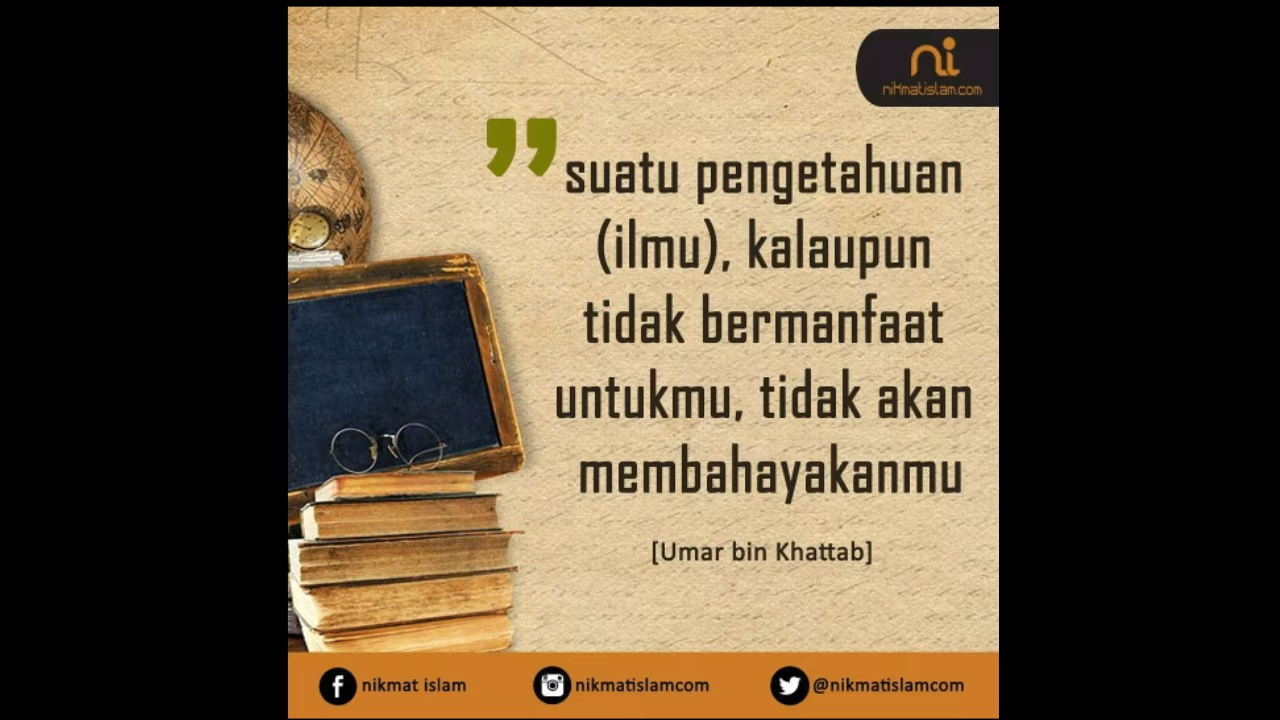 ni
nikmatislam.com
" suatu pengetahuan
(ilmu), kalaupun
tidak bermanfaat
untukmu, tidak akan
membahayakanmu
[Umar bin Khattab]
nikmat islam
nikmatislamcom
@nikmatislamcom